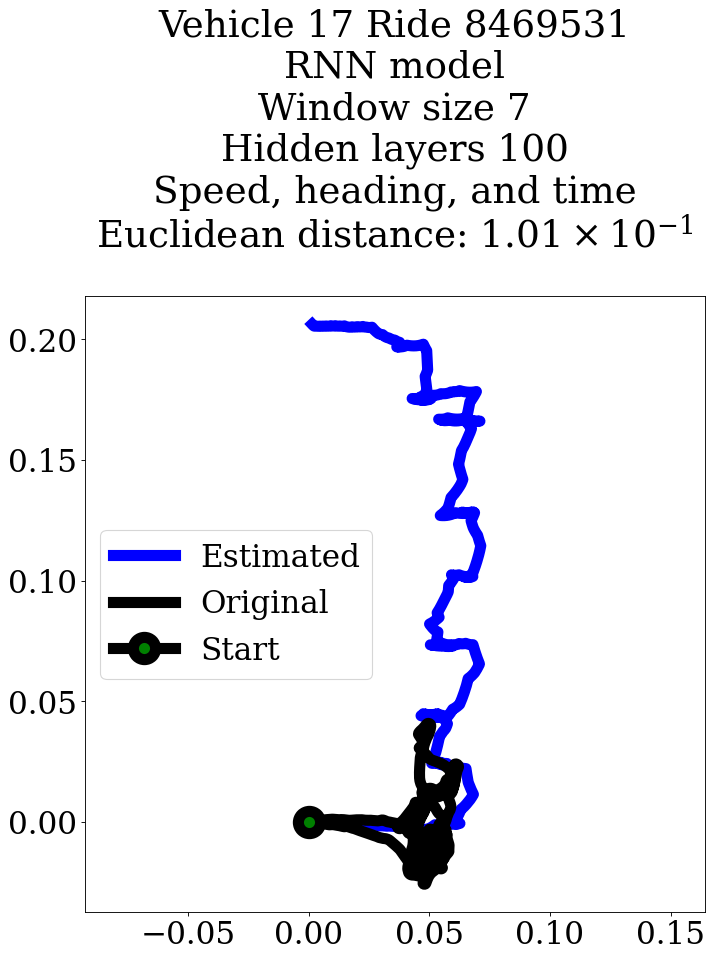 Vehicle 17 Ride 8469531
RNN model
Window size 7
Hidden layers 100
Speed, heading, and time
Euclidean distance: 1.01 × 10⁻¹
0.20
0.15
0.10
0.05
0.00
Estimated
Original
Start
−0.05 0.00 0.05 0.10 0.15